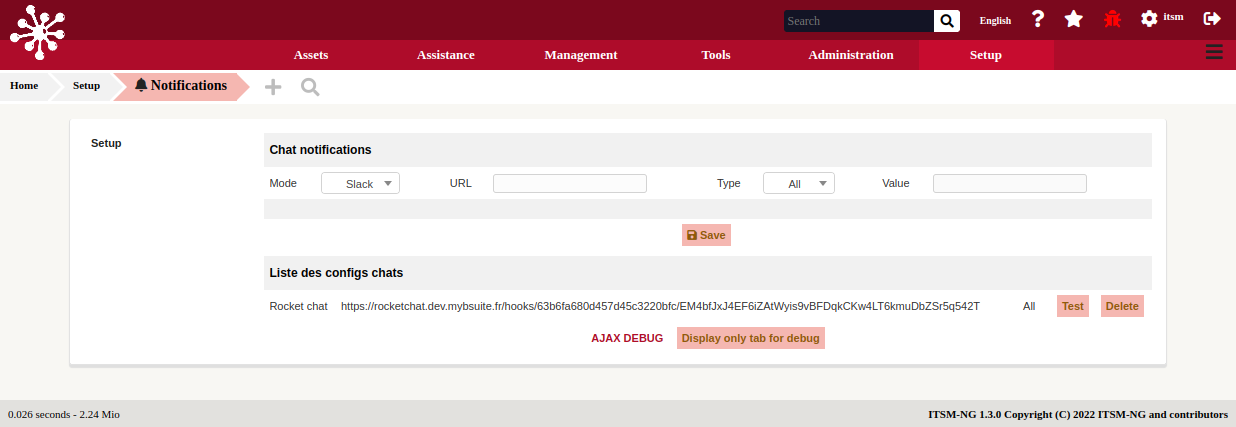 Search English ? itsm
Assets Assistance Management Tools Administration Setup
Home Setup Notifications
Setup
Chat notifications
Mode Slack URL Type All Value
Save
Liste des configs chats
Rocket chat https://rocketchat.dev.mybsuite.fr/hooks/63b6fa680d457d45c3220bfc/EM4bfJxJ4EF6iZAtWyis9vBFDqkCKw4LT6kmuDbZSr5q542T All Test Delete
AJAX DEBUG Display only tab for debug
0.026 seconds - 2.24 Mio ITSM-NG 1.3.0 Copyright (C) 2022 ITSM-NG and contributors